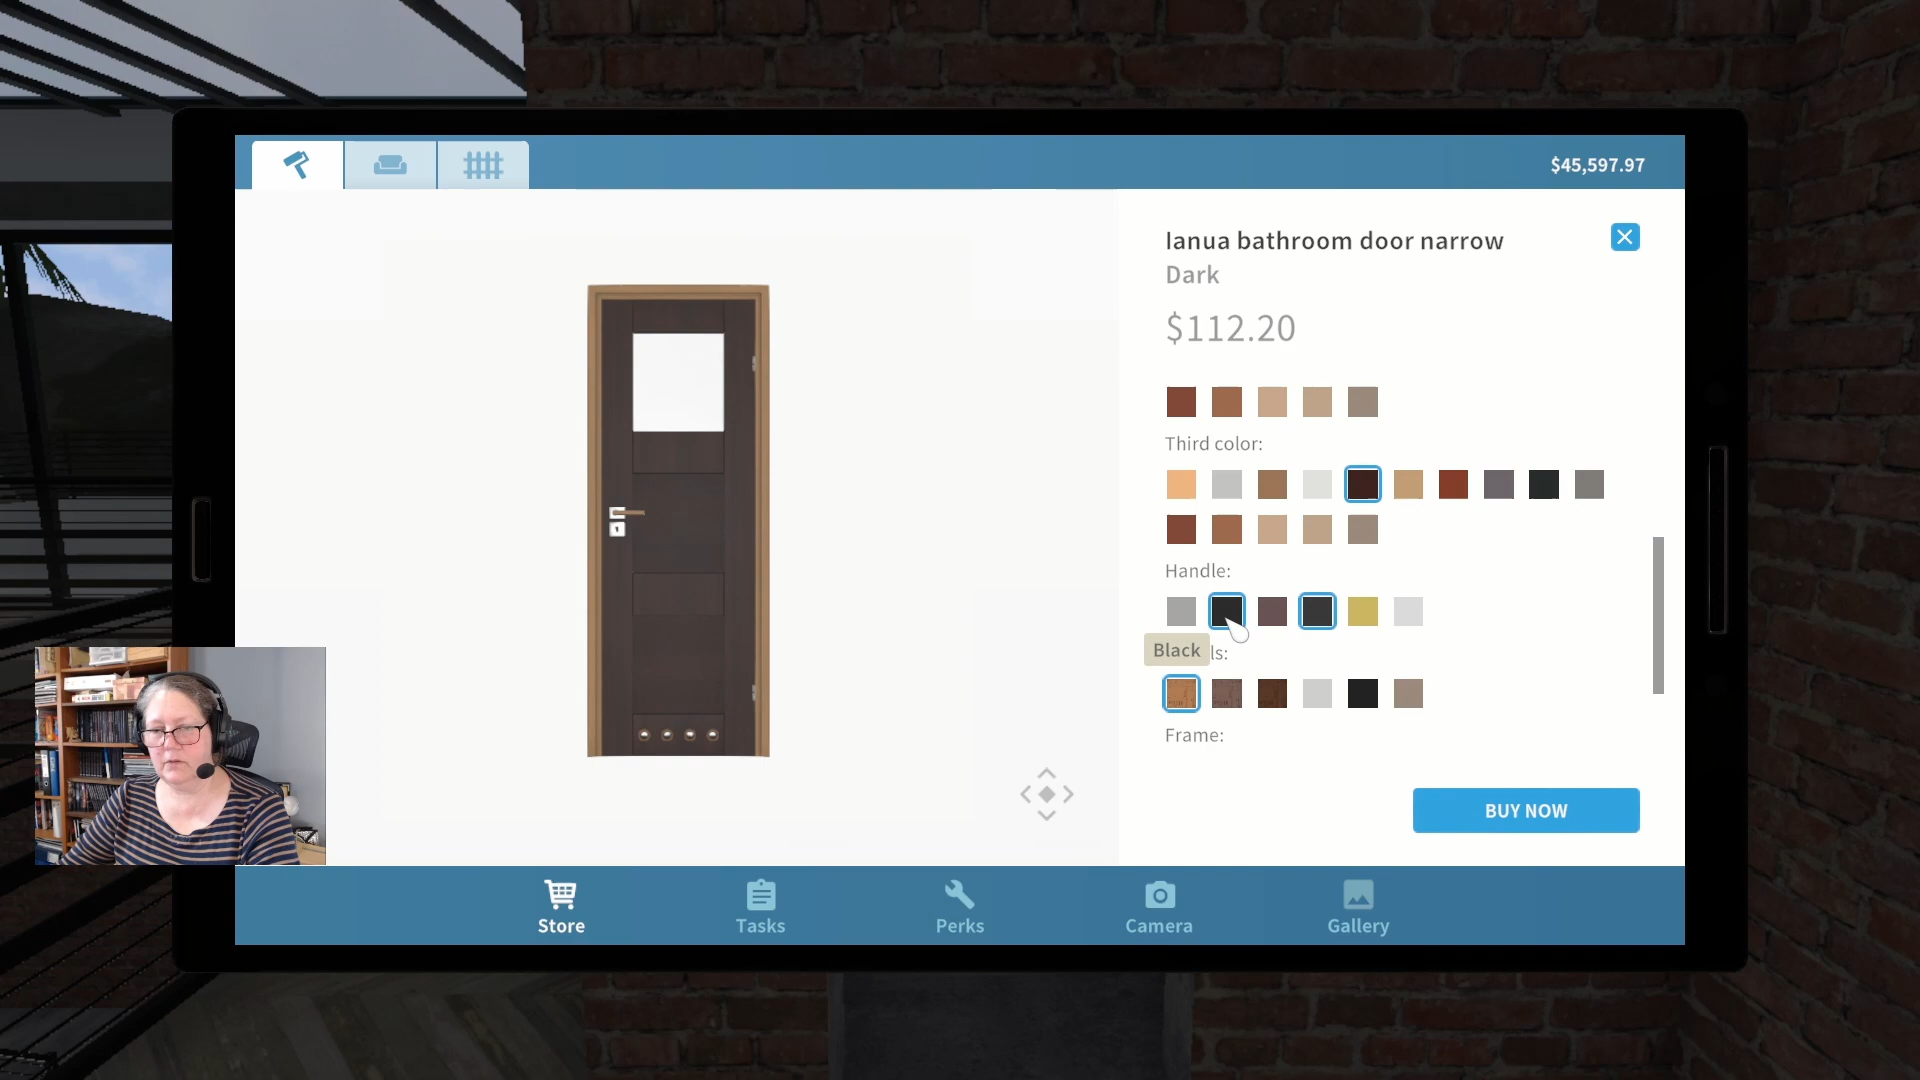 $45,597.97
Ianua bathroom door narrow
Dark
$112.20
Third color:
Handle:
Black
ls:
Frame:
BUY NOW
Store
Tasks
Perks
Camera
Gallery